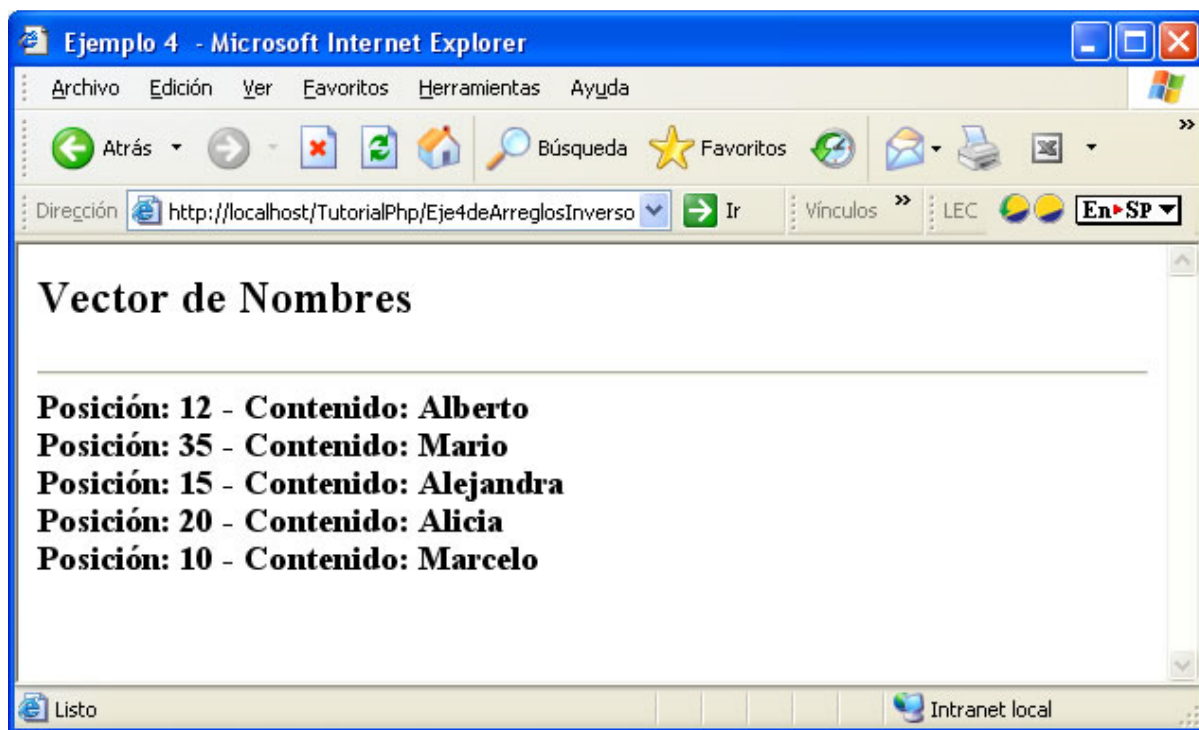 Ejemplo 4 - Microsoft Internet Explorer
Archivo Edición Ver Favoritos Herramientas Ayuda
Atrás Búsqueda Favoritos »
Dirección http://localhost/TutorialPhp/Eje4deArreglosInverso Ir Vínculos » LEC En▸SP
Vector de Nombres
Posición: 12 - Contenido: Alberto
Posición: 35 - Contenido: Mario
Posición: 15 - Contenido: Alejandra
Posición: 20 - Contenido: Alicia
Posición: 10 - Contenido: Marcelo
Listo Intranet local